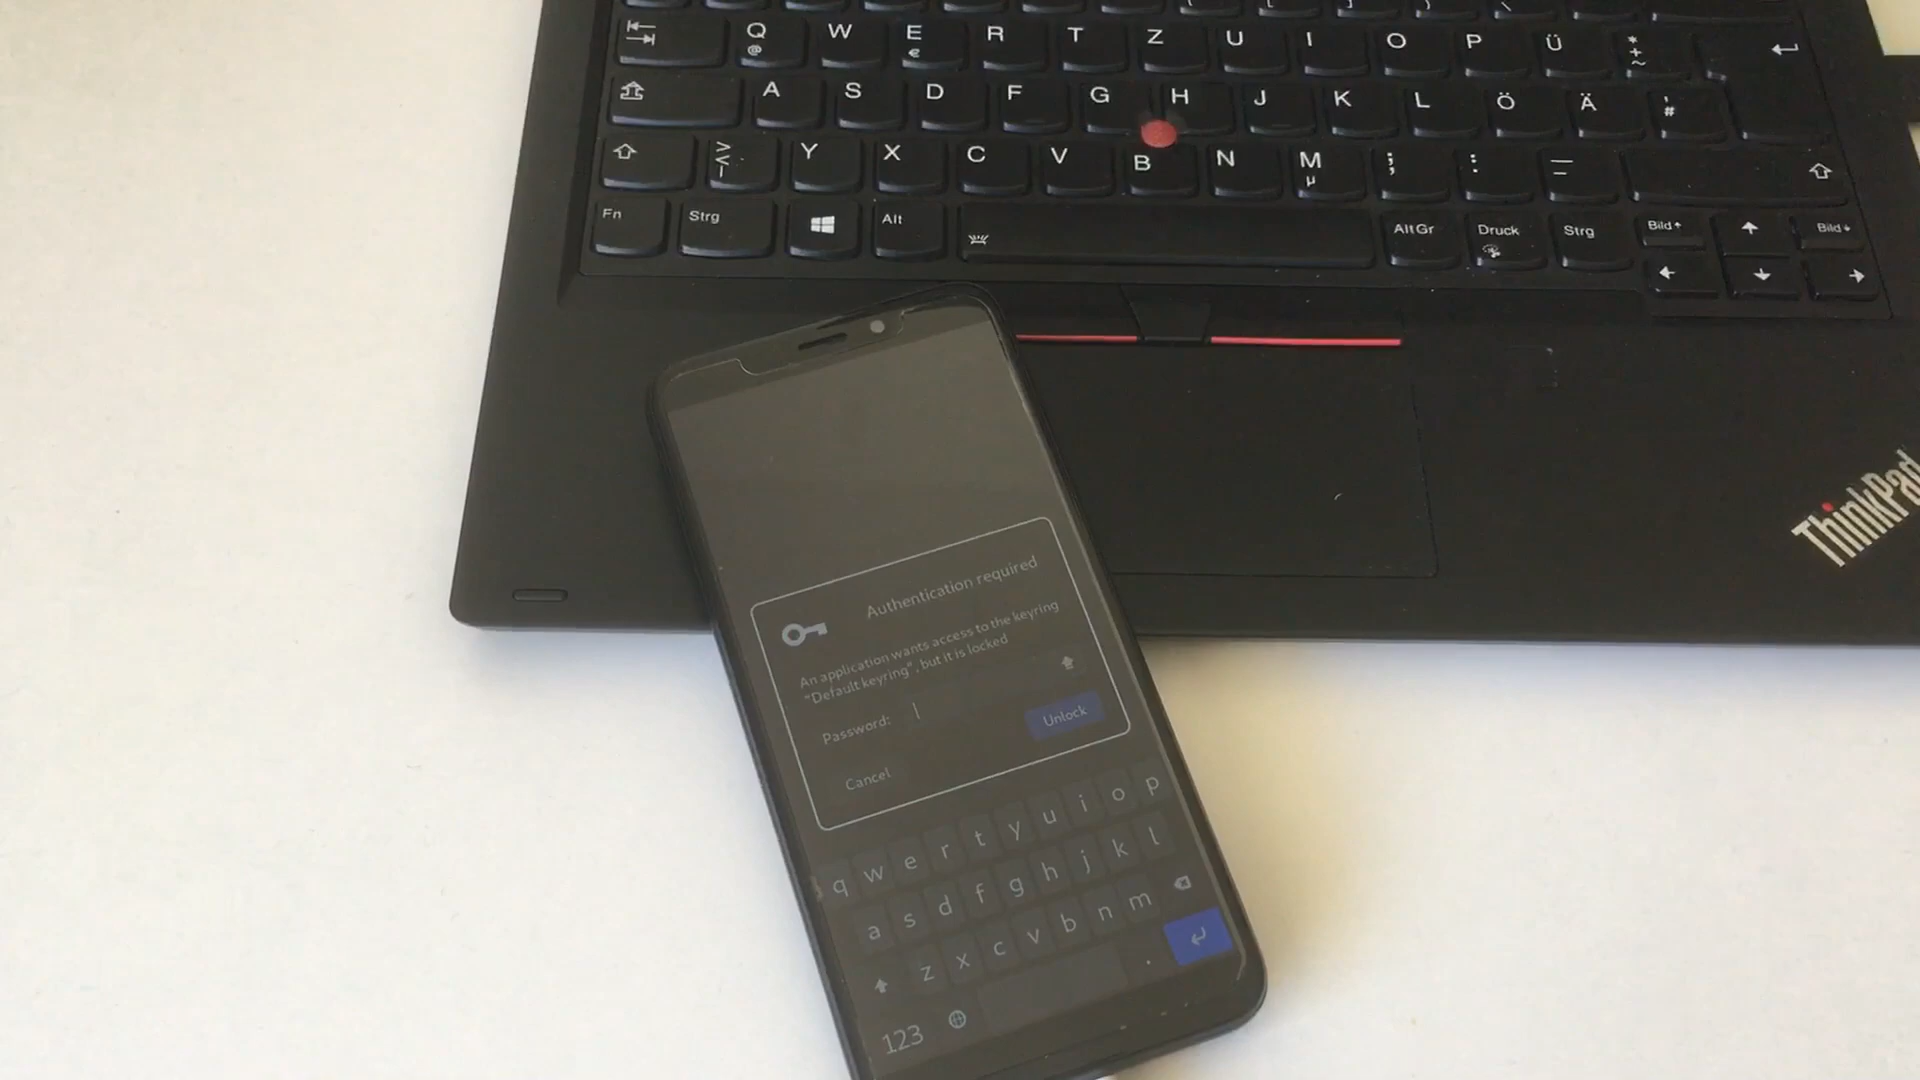 Q W E R T Z U I O P Ü * + ~
@ €
A S D F G H J K L Ö Ä ' #
> < | Y X C V B N M ; : _
µ
Fn Strg Alt AltGr Druck Strg Bild Bild
ThinkPad
Authentication required
An application wants access to the keyring
"Default keyring", but it is locked
Password:
Unlock
Cancel
q w e r t y u i o p
a s d f g h j k l
z x c v b n m
.
123